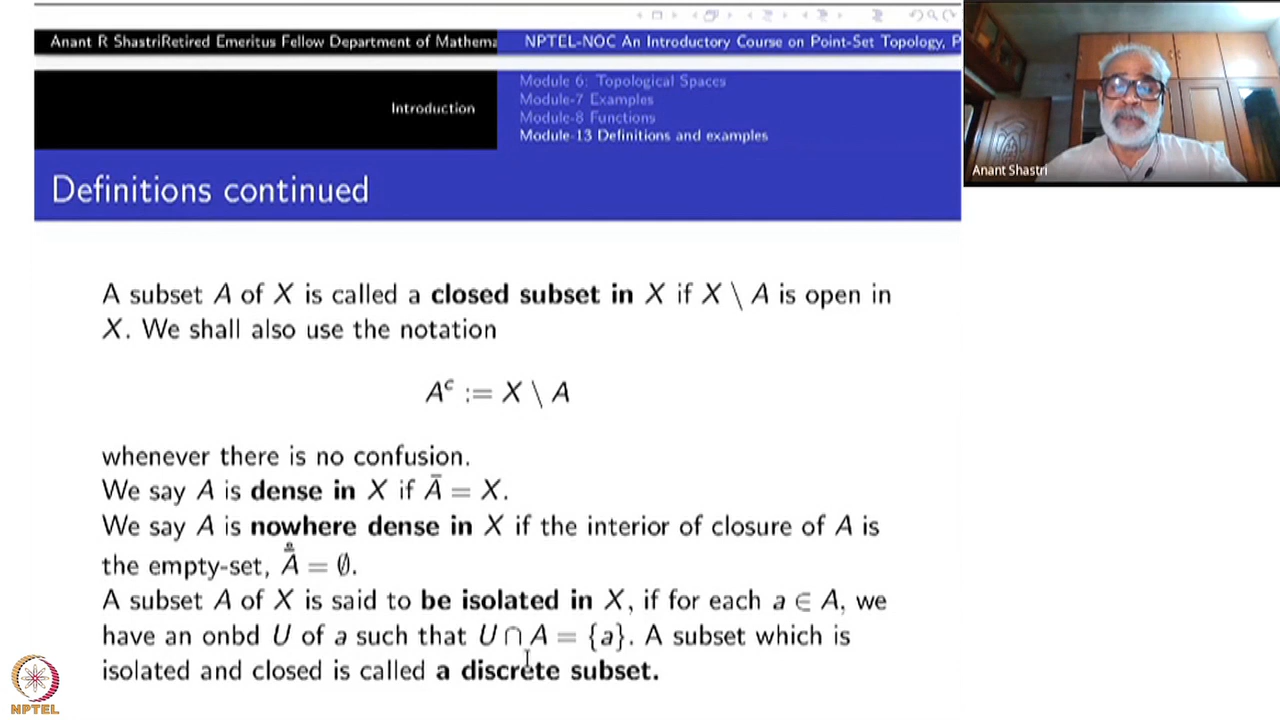 Anant R ShastriRetired Emeritus Fellow Department of Mathema
NPTEL-NOC An Introductory Course on Point-Set Topology, P
Introduction
Module 6: Topological Spaces
Module-7 Examples
Module-8 Functions
Module-13 Definitions and examples
Definitions continued
A subset A of X is called a closed subset in X if X \ A is open in
X. We shall also use the notation
Aᶜ := X \ A
whenever there is no confusion.
We say A is dense in X if Ā = X.
We say A is nowhere dense in X if the interior of closure of A is
the empty-set, Ā̊ = ∅.
A subset A of X is said to be isolated in X, if for each a ∈ A, we
have an onbd U of a such that U ∩ A = {a}. A subset which is
isolated and closed is called a discrete subset.
Anant Shastri
NPTEL